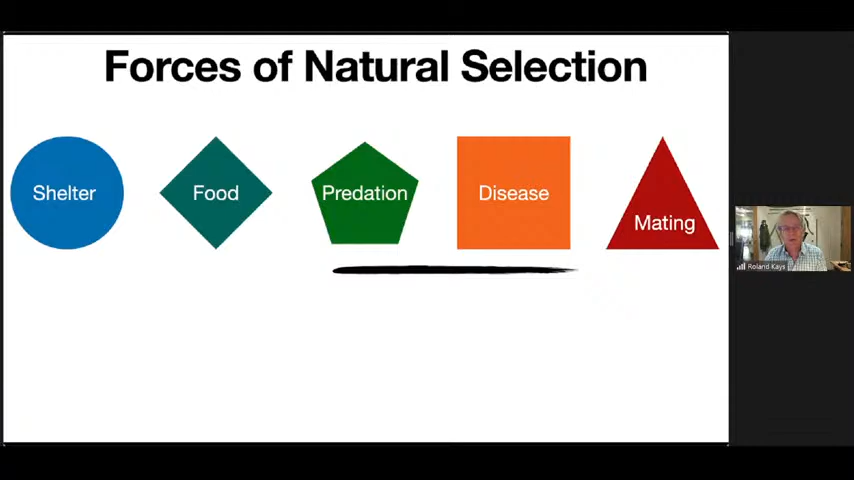 Forces of Natural Selection
Shelter Food Predation Disease Mating
Roland Kays